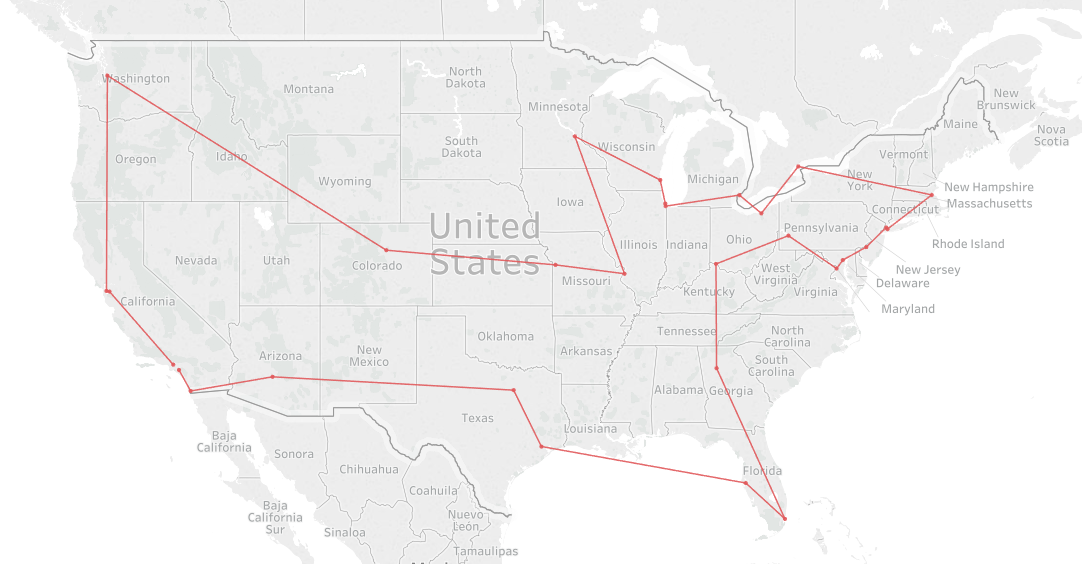 Washington
Montana
North
Dakota
Minnesota
New
Brunswick
Maine
Nova
Scotia
Oregon
Idaho
South
Dakota
Wisconsin
Vermont
Wyoming
Michigan
New
York
New Hampshire
Massachusetts
Iowa
Connecticut
United
States
Nevada
Utah
Colorado
Illinois
Indiana
Ohio
Pennsylvania
Rhode Island
New Jersey
Delaware
Missouri
West
Virginia
Kentucky
Virginia
Maryland
California
Oklahoma
Tennessee
North
Carolina
Arizona
New
Mexico
Arkansas
South
Carolina
Alabama
Georgia
Texas
Louisiana
Baja
California
Sonora
Chihuahua
Florida
Coahuila
Baja
California
Sur
Sinaloa
Nuevo
León
Tamaulipas